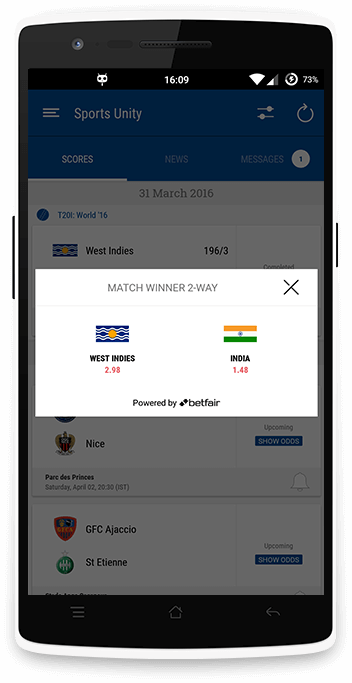 16:09
73%
Sports Unity
SCORES
NEWS
MESSAGES
1
31 March 2016
T20I: World '16
West Indies
196/3
Completed
MATCH WINNER 2-WAY
WEST INDIES
2.98
INDIA
1.48
Powered by betfair
Nice
Upcoming
SHOW ODDS
Parc des Princes
Saturday, April 02, 20:30 (IST)
GFC Ajaccio
St Etienne
Upcoming
SHOW ODDS